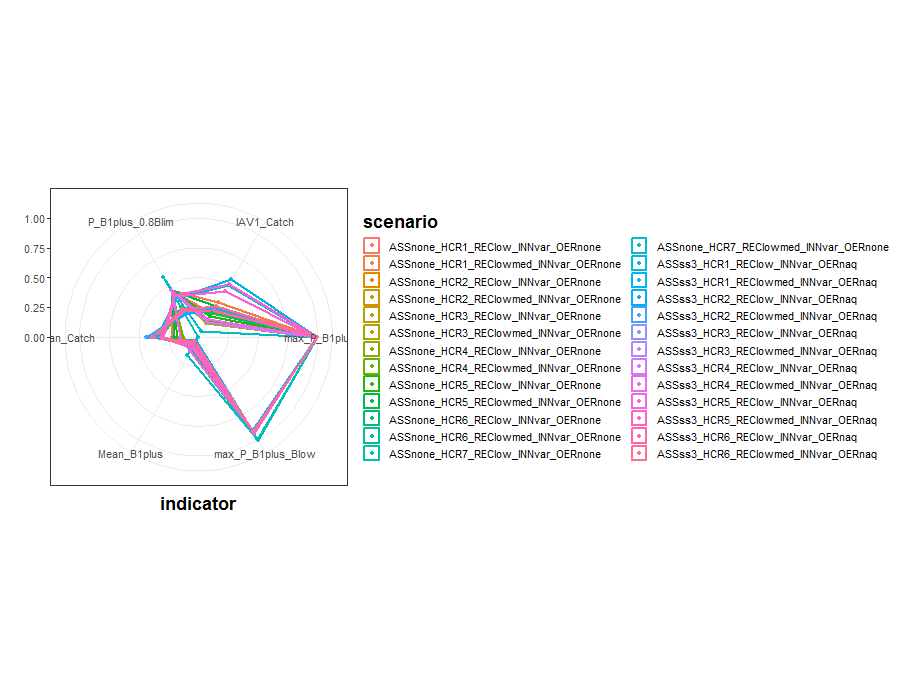 P_B1plus_0.8Blim
IAV1_Catch
max_P_B1plu
max_P_B1plus_Blow
Mean_B1plus
an_Catch
1.00
0.75
0.50
0.25
0.00
indicator
scenario
ASSnone_HCR1_REClow_INNvar_OERnone
ASSnone_HCR1_REClowmed_INNvar_OERnone
ASSnone_HCR2_REClow_INNvar_OERnone
ASSnone_HCR2_REClowmed_INNvar_OERnone
ASSnone_HCR3_REClow_INNvar_OERnone
ASSnone_HCR3_REClowmed_INNvar_OERnone
ASSnone_HCR4_REClow_INNvar_OERnone
ASSnone_HCR4_REClowmed_INNvar_OERnone
ASSnone_HCR5_REClow_INNvar_OERnone
ASSnone_HCR5_REClowmed_INNvar_OERnone
ASSnone_HCR6_REClow_INNvar_OERnone
ASSnone_HCR6_REClowmed_INNvar_OERnone
ASSnone_HCR7_REClow_INNvar_OERnone
ASSnone_HCR7_REClowmed_INNvar_OERnone
ASSss3_HCR1_REClow_INNvar_OERnaq
ASSss3_HCR1_REClowmed_INNvar_OERnaq
ASSss3_HCR2_REClow_INNvar_OERnaq
ASSss3_HCR2_REClowmed_INNvar_OERnaq
ASSss3_HCR3_REClow_INNvar_OERnaq
ASSss3_HCR3_REClowmed_INNvar_OERnaq
ASSss3_HCR4_REClow_INNvar_OERnaq
ASSss3_HCR4_REClowmed_INNvar_OERnaq
ASSss3_HCR5_REClow_INNvar_OERnaq
ASSss3_HCR5_REClowmed_INNvar_OERnaq
ASSss3_HCR6_REClow_INNvar_OERnaq
ASSss3_HCR6_REClowmed_INNvar_OERnaq